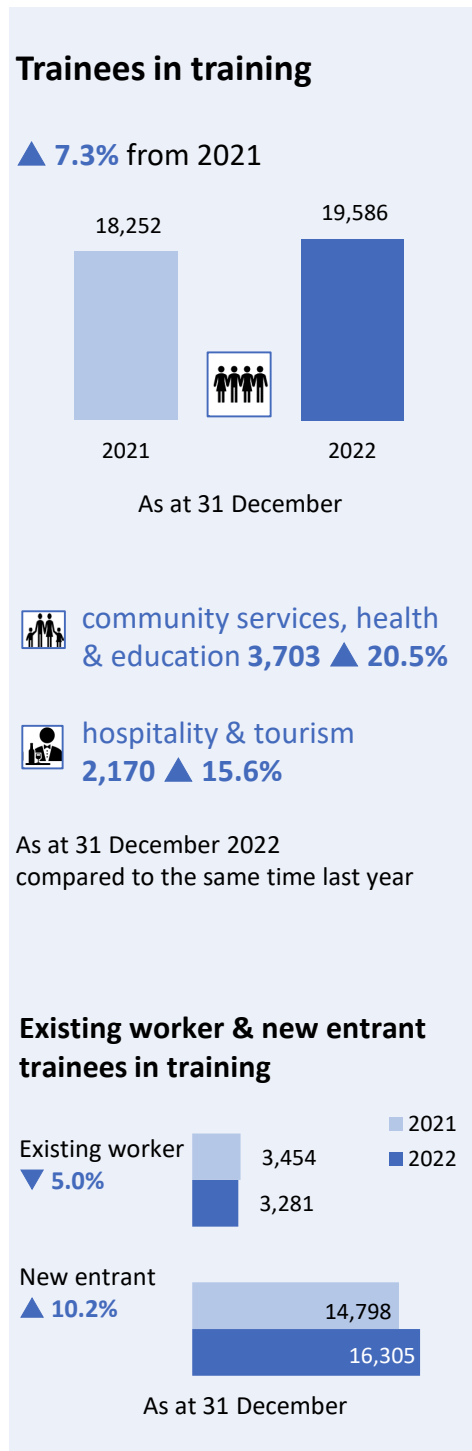 Trainees in training
▲ 7.3% from 2021
18,252
19,586
2021
2022
As at 31 December
community services, health
& education 3,703 ▲ 20.5%
hospitality & tourism
2,170 ▲ 15.6%
As at 31 December 2022
compared to the same time last year
Existing worker & new entrant
trainees in training
2021
2022
Existing worker
▼ 5.0%
3,454
3,281
New entrant
▲ 10.2%
14,798
16,305
As at 31 December